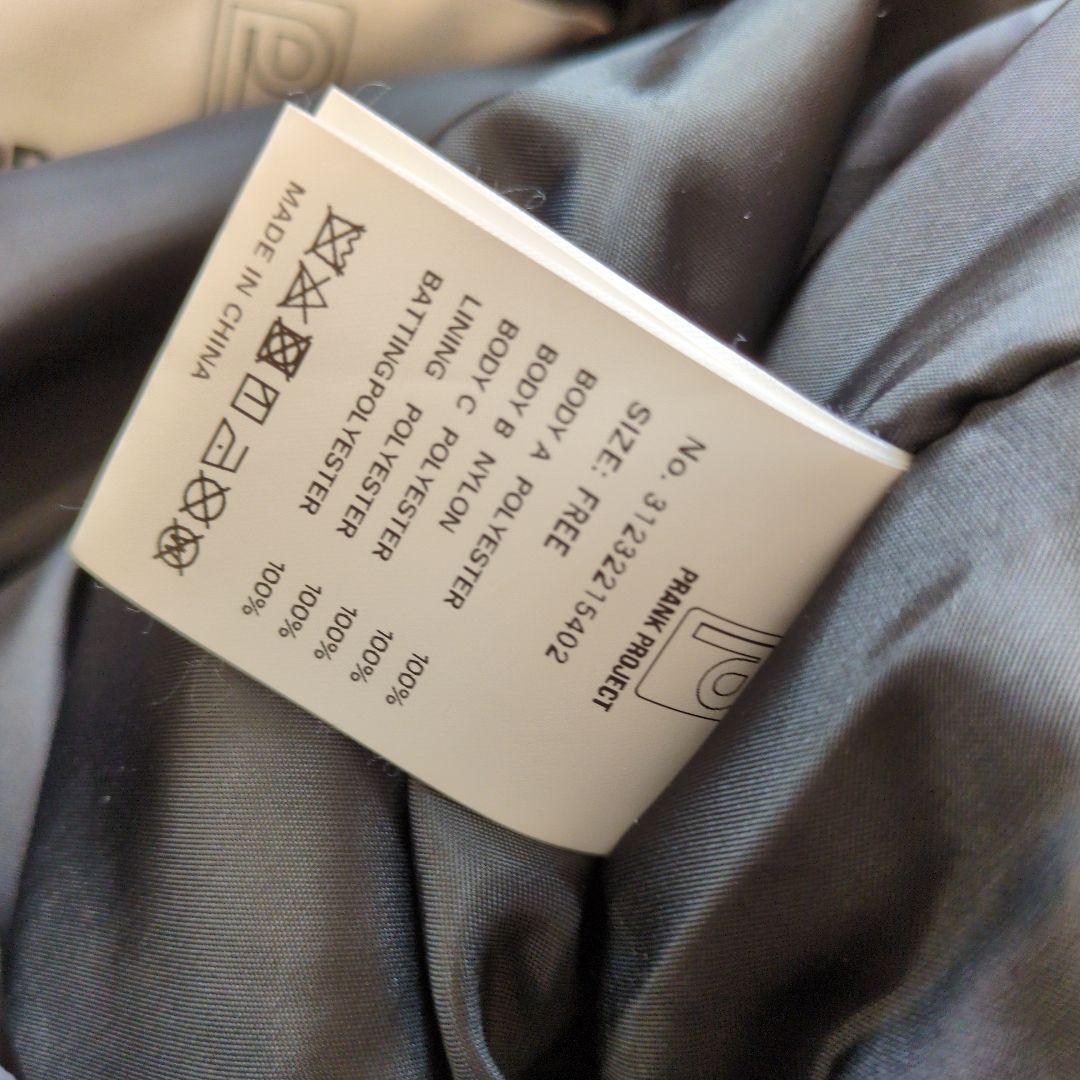 PRANK PROJECT
No. 312322215402
SIZE: FREE
BODY A POLYESTER 100%
BODY B NYLON 100%
BODY C POLYESTER 100%
LINING POLYESTER 100%
BATTINGPOLYESTER 100%
MADE IN CHINA